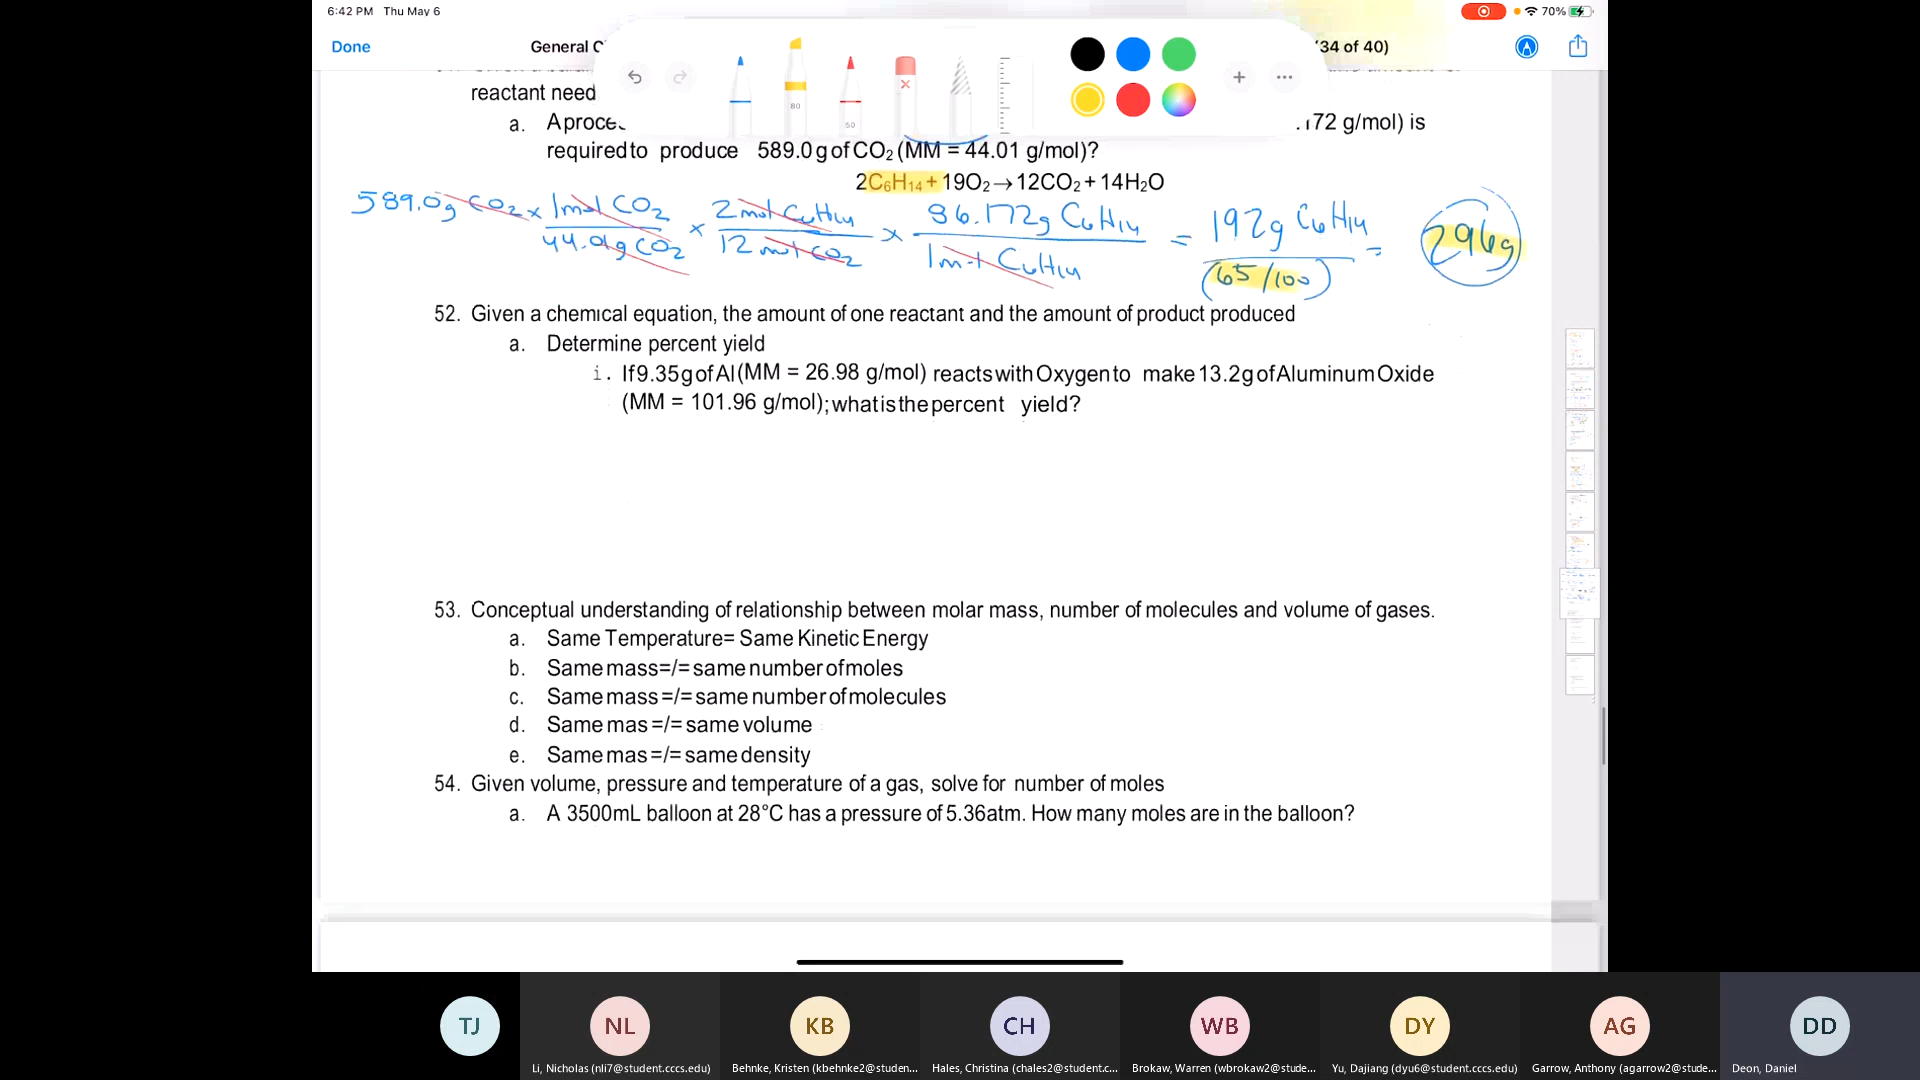 6:42 PM Thu May 6
70%
Done
General
(34 of 40)
80
50
reactant need
a. A proce
.172 g/mol) is
required to produce 589.0 g of CO₂ (MM = 44.01 g/mol)?
2C₆H₁₄ + 19O₂ → 12CO₂ + 14H₂O
589.0g CO₂ x 1mol CO₂ / 44.01g CO₂ x 2 mol C₆H₁₄ / 12 mol CO₂ x 86.172g C₆H₁₄ / 1mol C₆H₁₄ = 192g C₆H₁₄ / (65/100) = 296g
52. Given a chemical equation, the amount of one reactant and the amount of product produced
a. Determine percent yield
i. If 9.35 g of Al (MM = 26.98 g/mol) reacts with Oxygen to make 13.2 g of Aluminum Oxide
(MM = 101.96 g/mol); what is the percent yield?
53. Conceptual understanding of relationship between molar mass, number of molecules and volume of gases.
a. Same Temperature= Same Kinetic Energy
b. Same mass =/= same number of moles
c. Same mass =/= same number of molecules
d. Same mas =/= same volume
e. Same mas =/= same density
54. Given volume, pressure and temperature of a gas, solve for number of moles
a. A 3500mL balloon at 28°C has a pressure of 5.36atm. How many moles are in the balloon?
TJ NL KB CH WB DY AG DD
Li, Nicholas (nli7@student.cccs.edu) Behnke, Kristen (kbehnke2@studen... Hales, Christina (chales2@student.c... Brokaw, Warren (wbrokaw2@stude... Yu, Dajiang (dyu6@student.cccs.edu) Garrow, Anthony (agarrow2@stude... Deon, Daniel